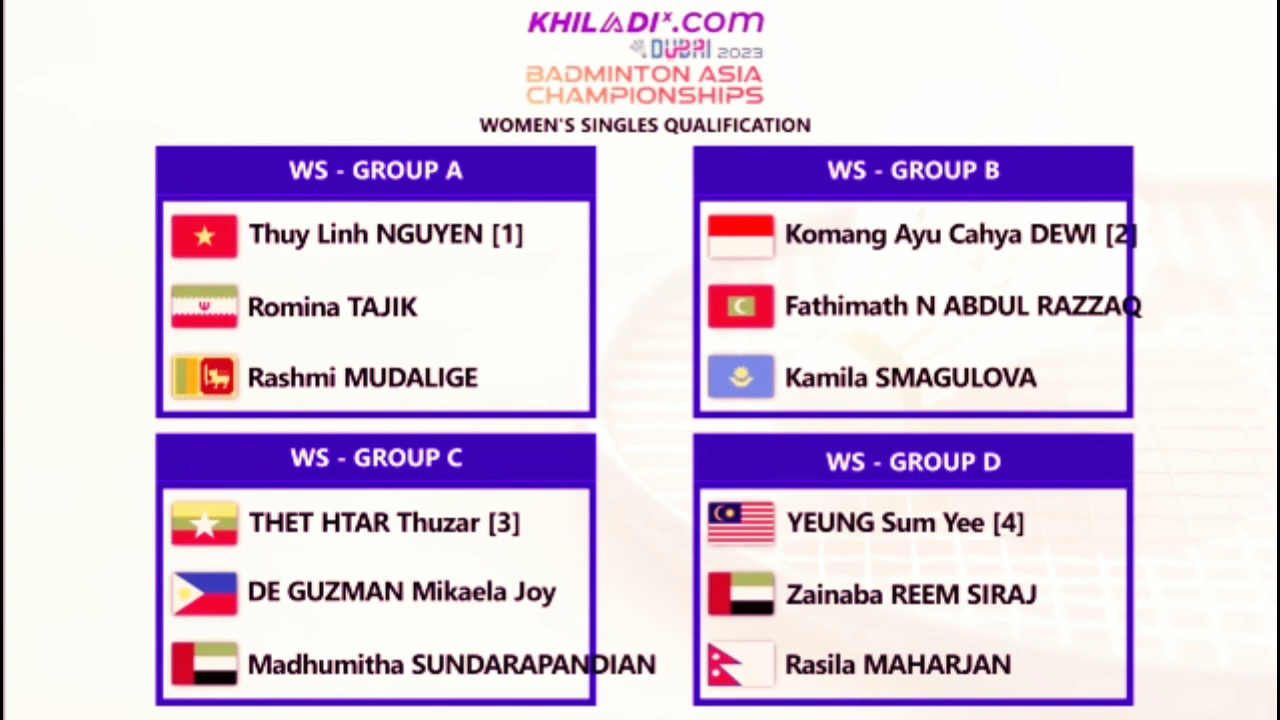 KHILADIX.COM
DUBAI 2023
BADMINTON ASIA
CHAMPIONSHIPS
WOMEN'S SINGLES QUALIFICATION
WS - GROUP A
Thuy Linh NGUYEN [1]
Romina TAJIK
Rashmi MUDALIGE
WS - GROUP B
Komang Ayu Cahya DEWI [2]
Fathimath N ABDUL RAZZAQ
Kamila SMAGULOVA
WS - GROUP C
THET HTAR Thuzar [3]
DE GUZMAN Mikaela Joy
Madhumitha SUNDARAPANDIAN
WS - GROUP D
YEUNG Sum Yee [4]
Zainaba REEM SIRAJ
Rasila MAHARJAN